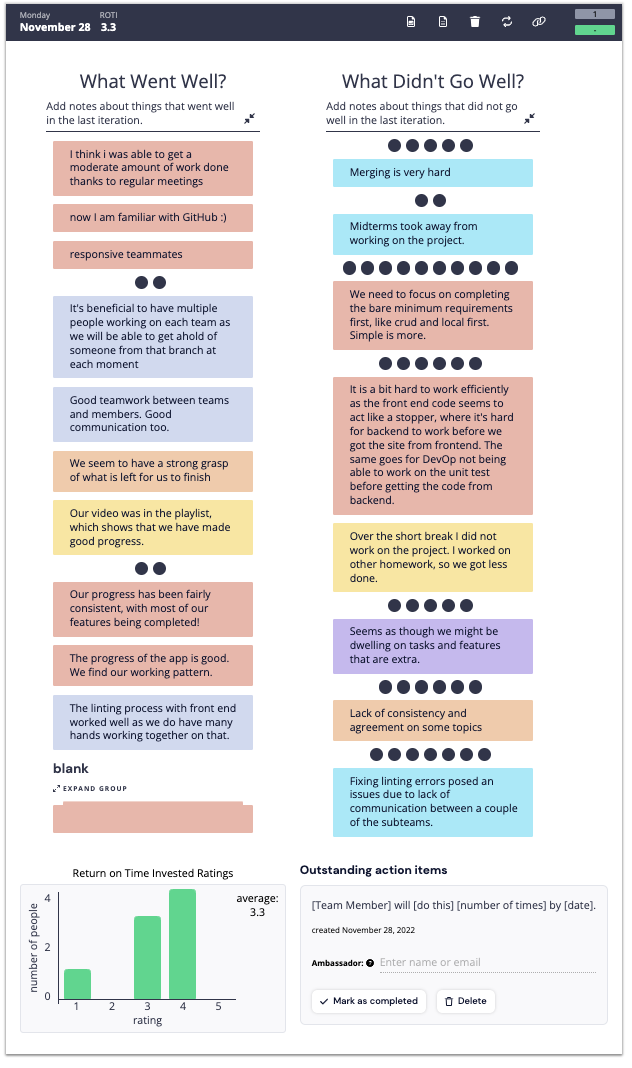 Monday
November 28
ROTI
3.3
1
-
What Went Well?
Add notes about things that went well
in the last iteration.
I think i was able to get a
moderate amount of work done
thanks to regular meetings
now I am familiar with GitHub :)
responsive teammates
It's beneficial to have multiple
people working on each team as
we will be able to get ahold of
someone from that branch at
each moment
Good teamwork between teams
and members. Good
communication too.
We seem to have a strong grasp
of what is left for us to finish
Our video was in the playlist,
which shows that we have made
good progress.
Our progress has been fairly
consistent, with most of our
features being completed!
The progress of the app is good.
We find our working pattern.
The linting process with front end
worked well as we do have many
hands working together on that.
blank
EXPAND GROUP
What Didn't Go Well?
Add notes about things that did not go
well in the last iteration.
Merging is very hard
Midterms took away from
working on the project.
We need to focus on completing
the bare minimum requirements
first, like crud and local first.
Simple is more.
It is a bit hard to work efficiently
as the front end code seems to
act like a stopper, where it's hard
for backend to work before we
got the site from frontend. The
same goes for DevOp not being
able to work on the unit test
before getting the code from
backend.
Over the short break I did not
work on the project. I worked on
other homework, so we got less
done.
Seems as though we might be
dwelling on tasks and features
that are extra.
Lack of consistency and
agreement on some topics
Fixing linting errors posed an
issues due to lack of
communication between a couple
of the subteams.
Return on Time Invested Ratings
average:
3.3
number of people
4
2
0
1 2 3 4 5
rating
Outstanding action items
[Team Member] will [do this] [number of times] by [date].
created November 28, 2022
Ambassador: ? Enter name or email
Mark as completed
Delete